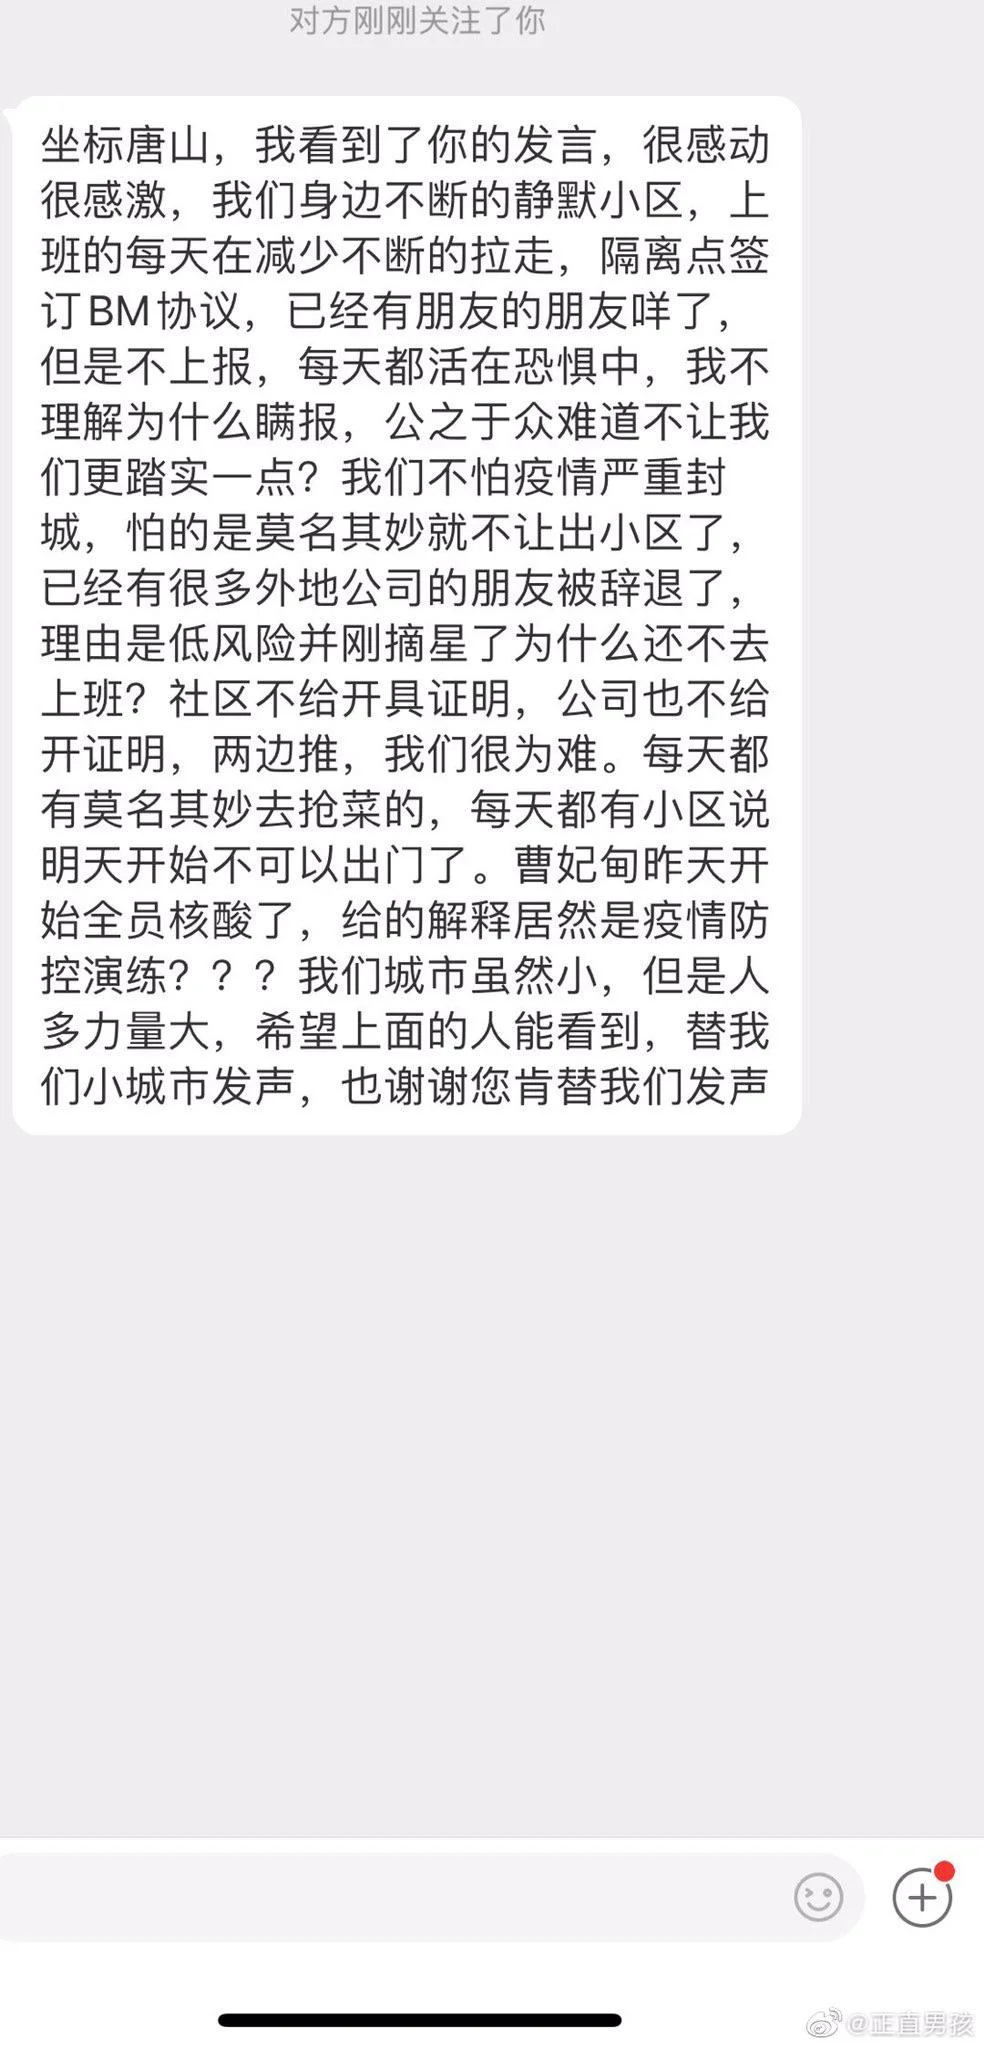 对方刚刚关注了你
坐标唐山，我看到了你的发言，很感动
很感激，我们身边不断的静默小区，上
班的每天在减少不断的拉走，隔离点签
订BM协议，已经有朋友的朋友咩了，
但是不上报，每天都活在恐惧中，我不
理解为什么瞒报，公之于众难道不让我
们更踏实一点？我们不怕疫情严重封
城，怕的是莫名其妙就不让出小区了，
已经有很多外地公司的朋友被辞退了，
理由是低风险并刚摘星了为什么还不去
上班？社区不给开具证明，公司也不给
开证明，两边推，我们很为难。每天都
有莫名其妙去抢菜的，每天都有小区说
明天开始不可以出门了。曹妃甸昨天开
始全员核酸了，给的解释居然是疫情防
控演练？？？我们城市虽然小，但是人
多力量大，希望上面的人能看到，替我
们小城市发声，也谢谢您肯替我们发声
@正直男孩